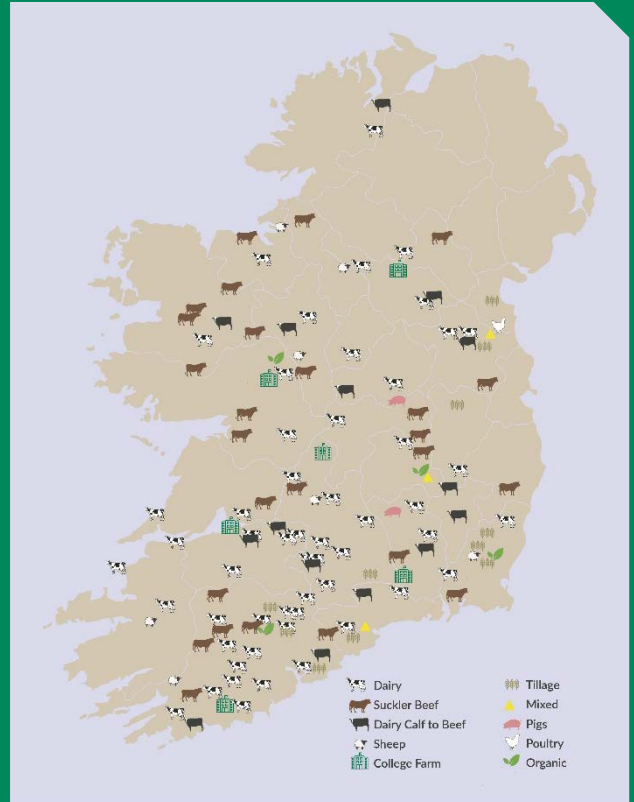 Dairy
Suckler Beef
Dairy Calf to Beef
Sheep
College Farm
Tillage
Mixed
Pigs
Poultry
Organic